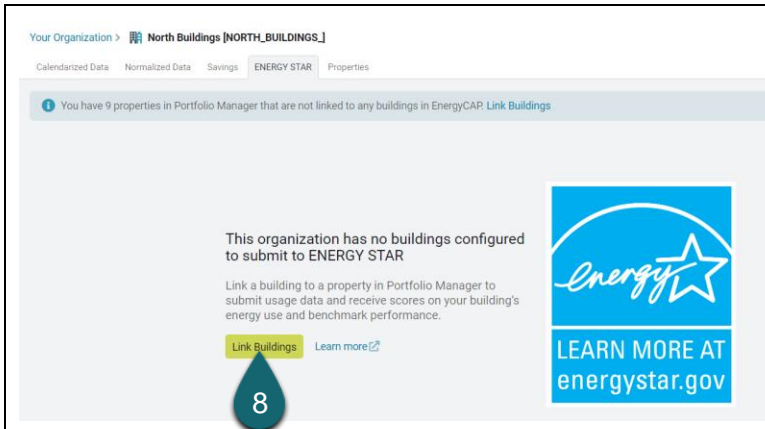 Your Organization > North Buildings [NORTH_BUILDINGS_]
Calendarized Data Normalized Data Savings ENERGY STAR Properties
You have 9 properties in Portfolio Manager that are not linked to any buildings in EnergyCAP. Link Buildings
This organization has no buildings configured
to submit to ENERGY STAR
Link a building to a property in Portfolio Manager to
submit usage data and receive scores on your building's
energy use and benchmark performance.
Link Buildings Learn more
8
energy
LEARN MORE AT
energystar.gov